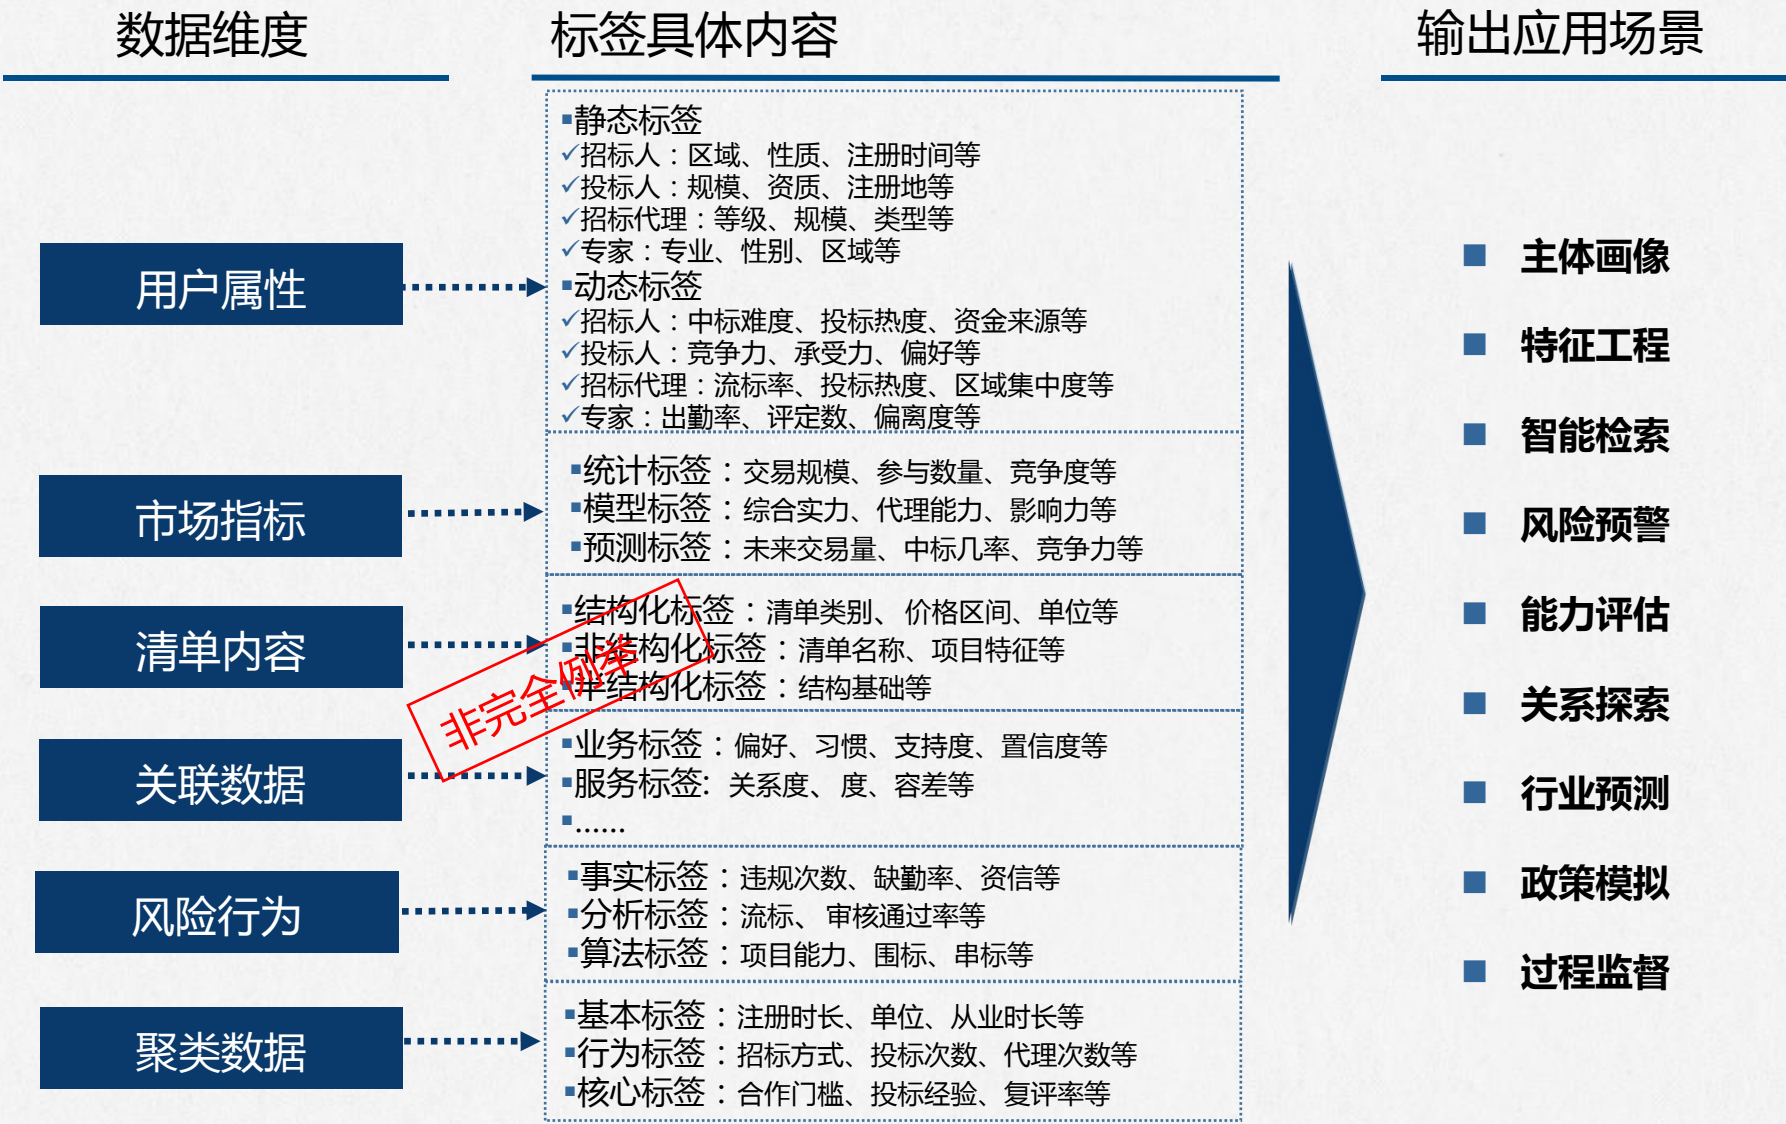 数据维度
标签具体内容
输出应用场景
用户属性
静态标签
招标人：区域、性质、注册时间等
投标人：规模、资质、注册地等
招标代理：等级、规模、类型等
专家：专业、性别、区域等
动态标签
招标人：中标难度、投标热度、资金来源等
投标人：竞争力、承受力、偏好等
招标代理：流标率、投标热度、区域集中度等
专家：出勤率、评定数、偏离度等
市场指标
统计标签：交易规模、参与数量、竞争度等
模型标签：综合实力、代理能力、影响力等
预测标签：未来交易量、中标几率、竞争力等
清单内容
结构化标签：清单类别、价格区间、单位等
非结构化标签：清单名称、项目特征等
半结构化标签：结构基础等
非完全例举
关联数据
业务标签：偏好、习惯、支持度、置信度等
服务标签: 关系度、度、容差等
......
风险行为
事实标签：违规次数、缺勤率、资信等
分析标签：流标、审核通过率等
算法标签：项目能力、围标、串标等
聚类数据
基本标签：注册时长、单位、从业时长等
行为标签：招标方式、投标次数、代理次数等
核心标签：合作门槛、投标经验、复评率等
主体画像
特征工程
智能检索
风险预警
能力评估
关系探索
行业预测
政策模拟
过程监督